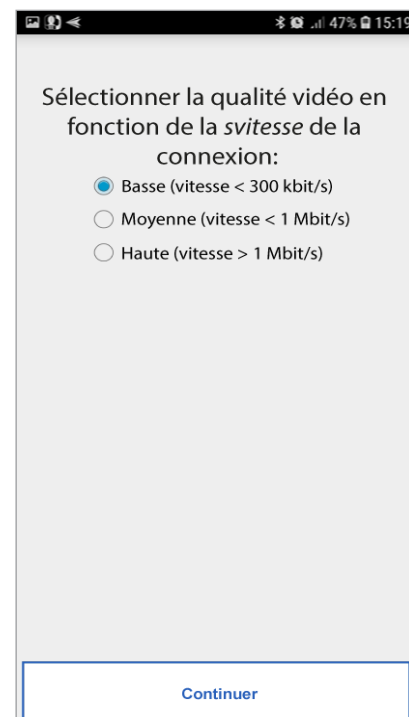 47% 15:19
Sélectionner la qualité vidéo en
fonction de la svitesse de la
connexion:
Basse (vitesse < 300 kbit/s)
Moyenne (vitesse < 1 Mbit/s)
Haute (vitesse > 1 Mbit/s)
Continuer